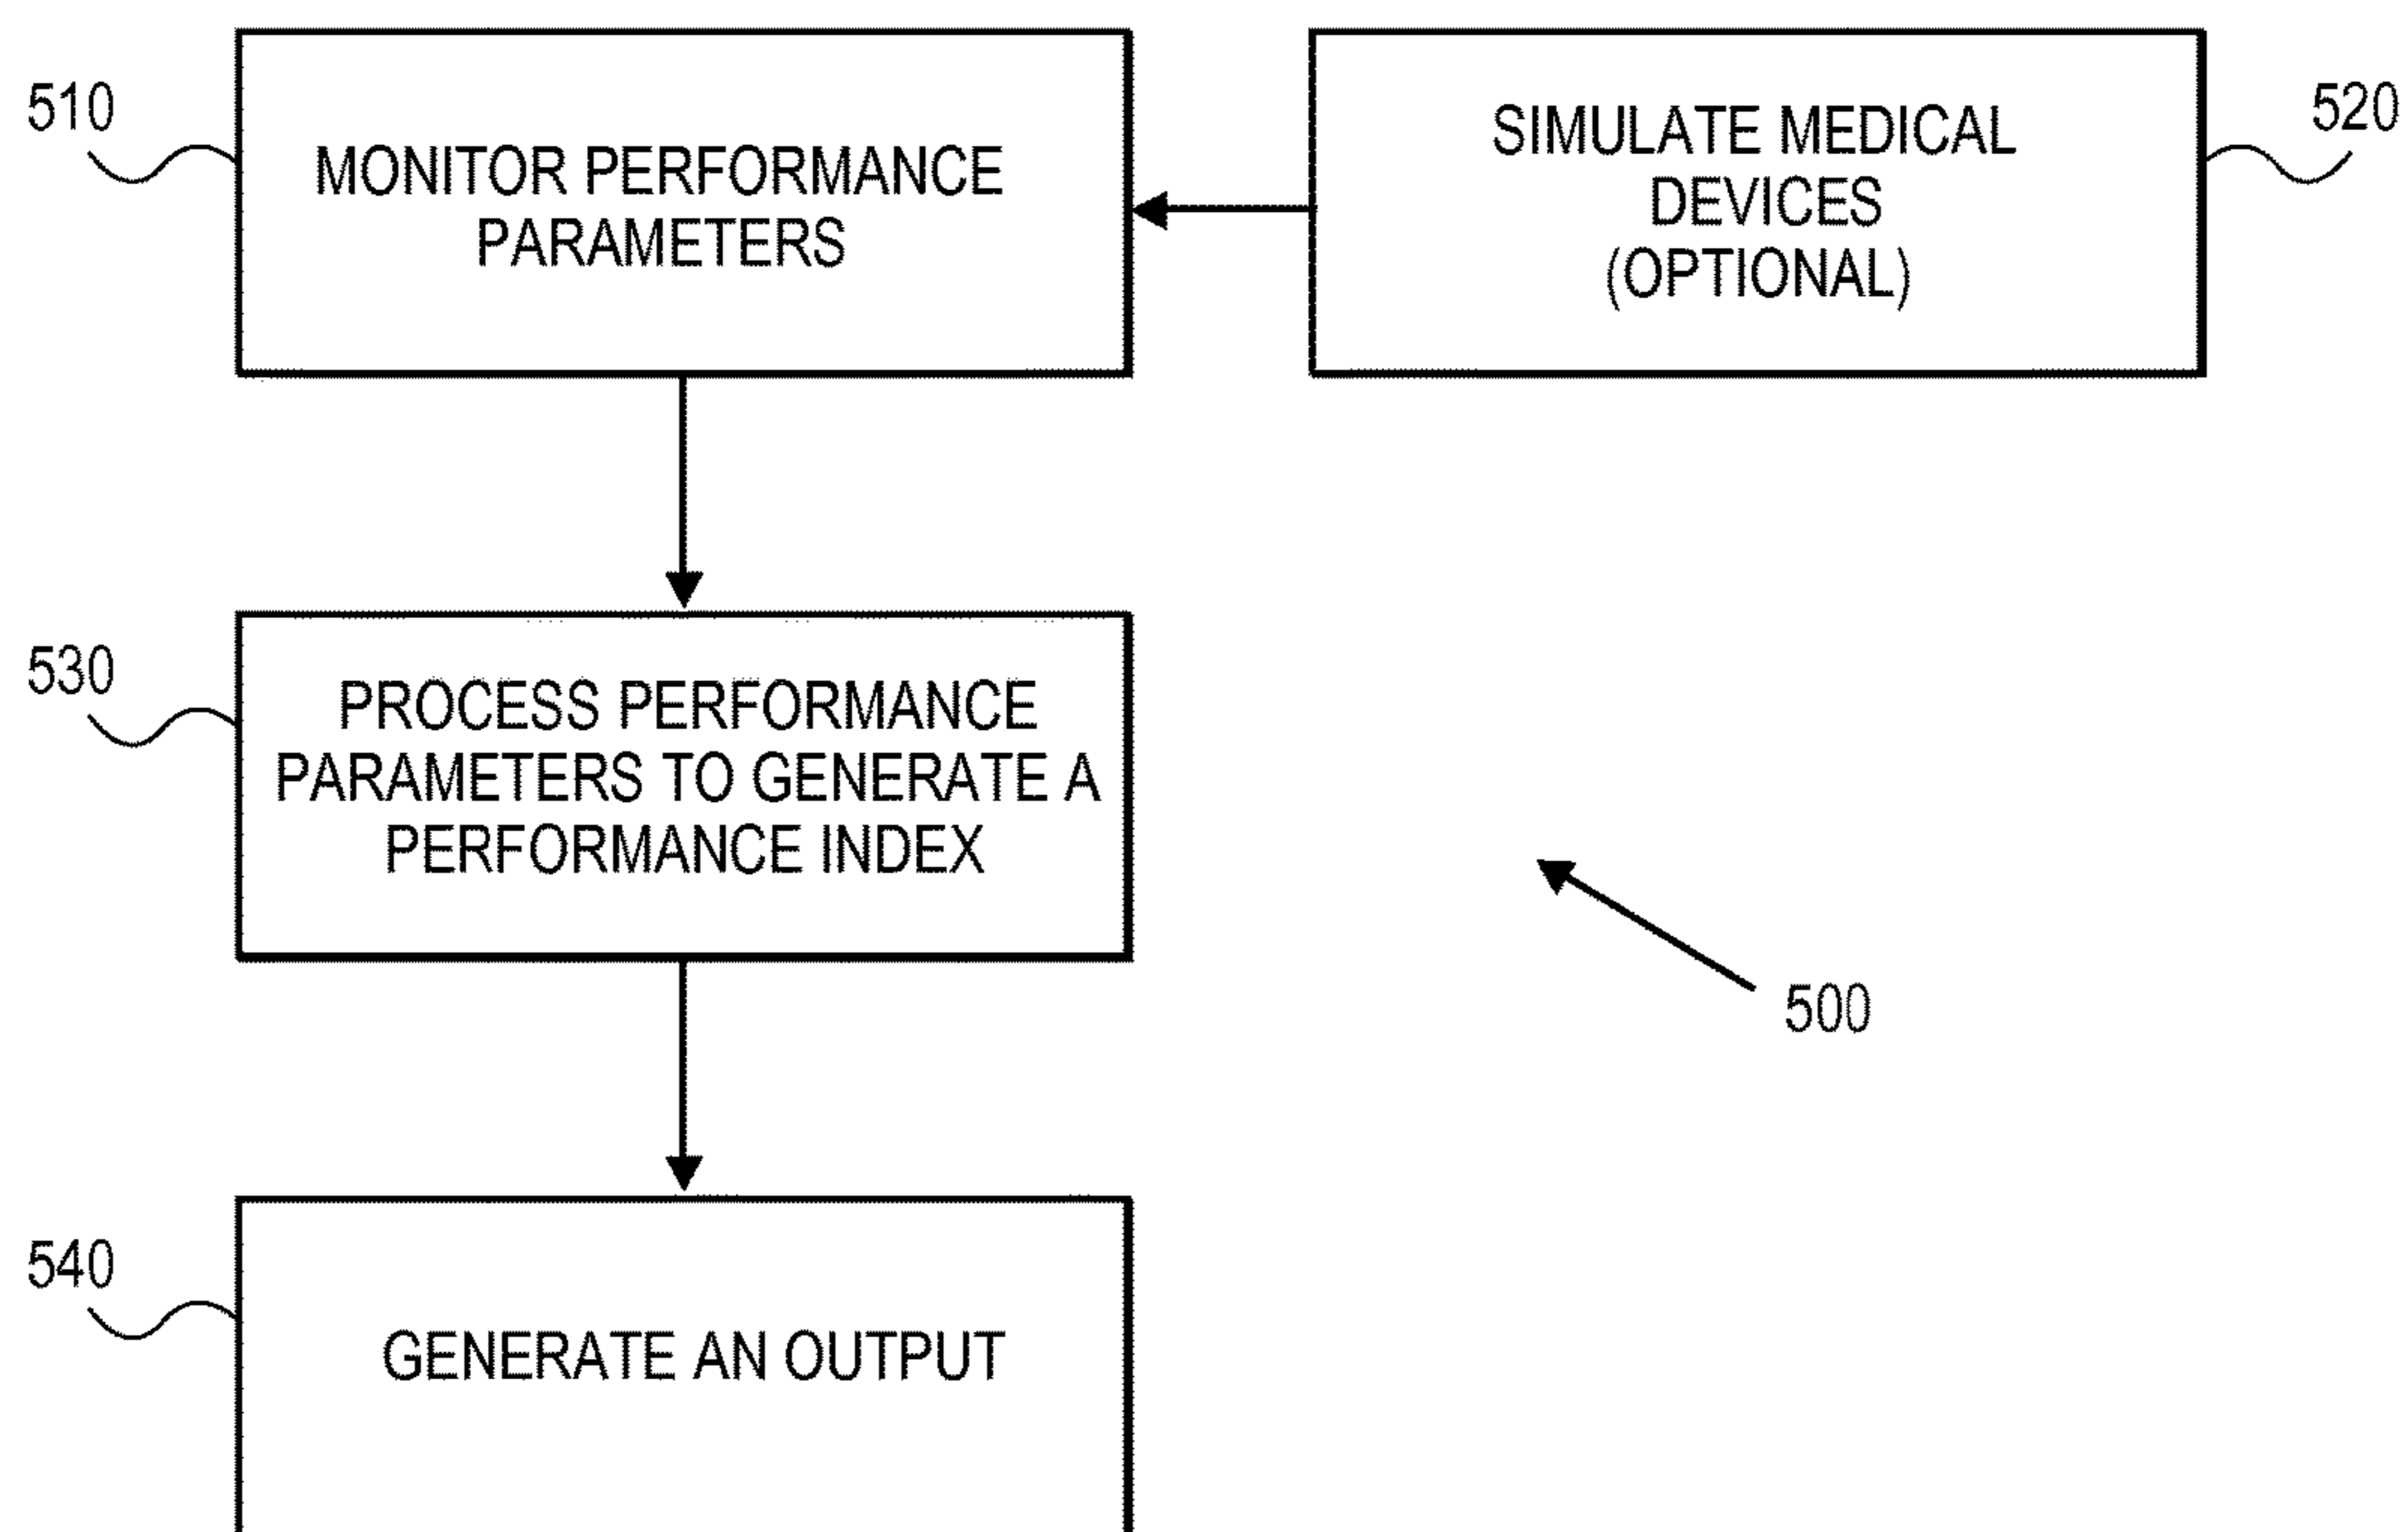 510
MONITOR PERFORMANCE
PARAMETERS
SIMULATE MEDICAL
DEVICES
(OPTIONAL)
520
530
PROCESS PERFORMANCE
PARAMETERS TO GENERATE A
PERFORMANCE INDEX
500
540
GENERATE AN OUTPUT